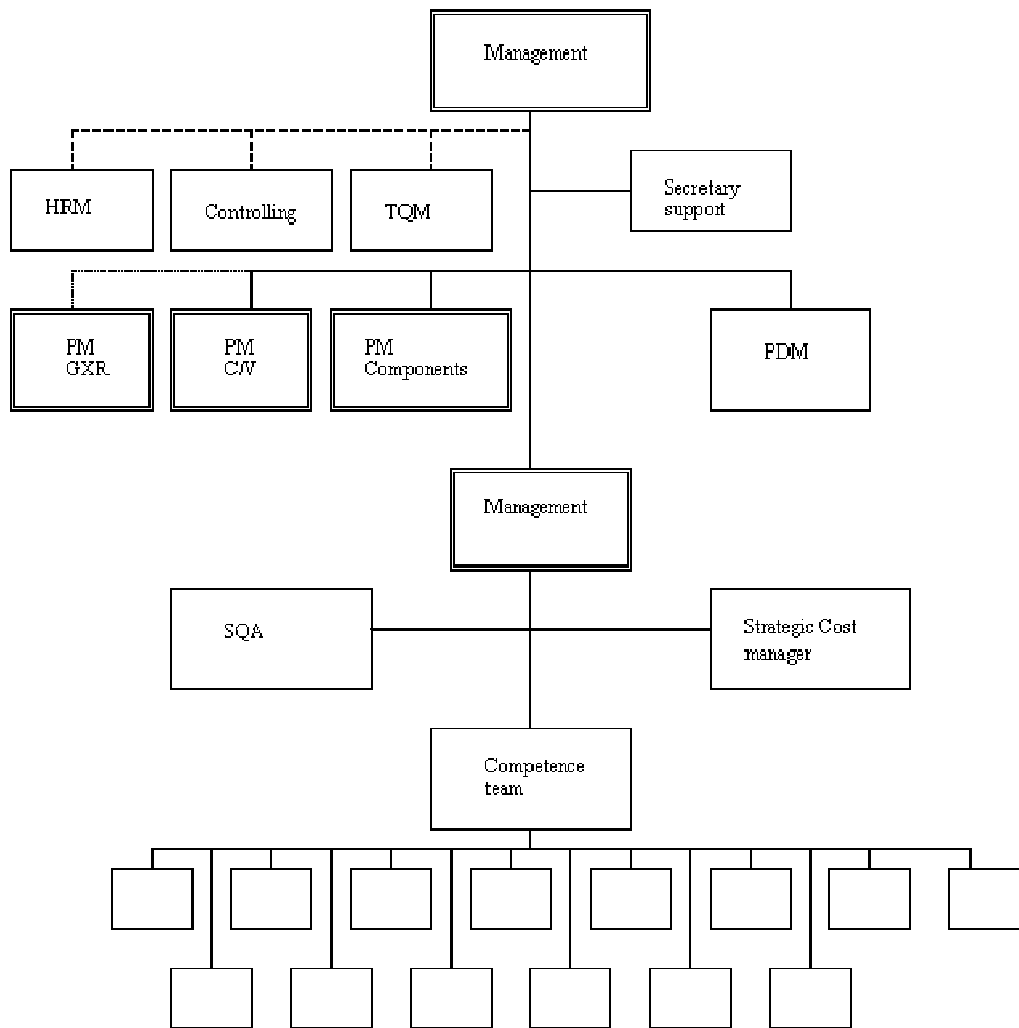 Management
HRM
Controlling
TQM
Secretary
support
PM
GXR
PM
C/V
PM
Components
PDM
Management
SQA
Strategic Cost
manager
Competence
team